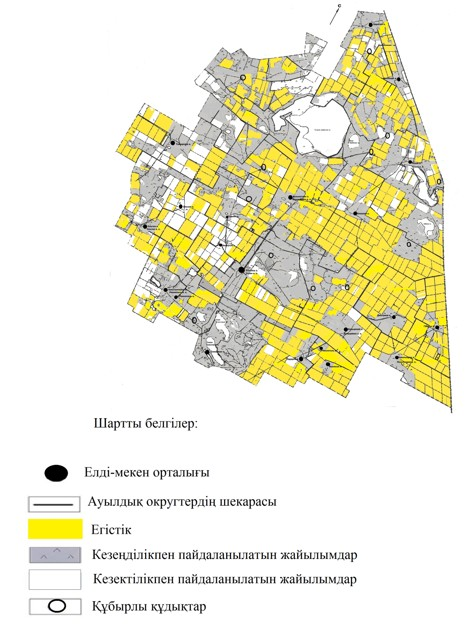 Шартты белгілер:
Елді-мекен орталығы
Ауылдық округтердің шекарасы
Егістік
Кезеңділікпен пайдаланылатын жайылымдар
Кезектілікпен пайдаланылатын жайылымдар
Құбырлы құдықтар